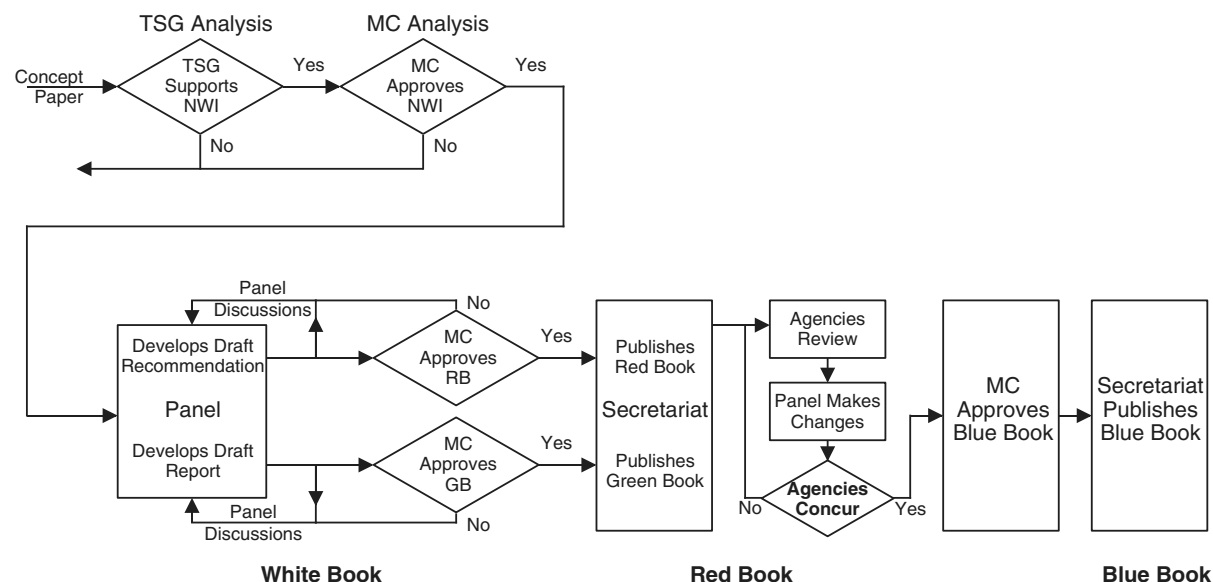 TSG Analysis
MC Analysis
Concept
Paper
TSG
Supports
NWI
Yes
MC
Approves
NWI
Yes
No
No
Panel
Discussions
No
Develops Draft
Recommendation
Panel
Develops Draft
Report
MC
Approves
RB
Yes
MC
Approves
GB
Yes
No
Panel
Discussions
Publishes
Red Book
Secretariat
Publishes
Green Book
Agencies
Review
Panel Makes
Changes
Agencies
Concur
No
Yes
MC
Approves
Blue Book
Secretariat
Publishes
Blue Book
White Book
Red Book
Blue Book